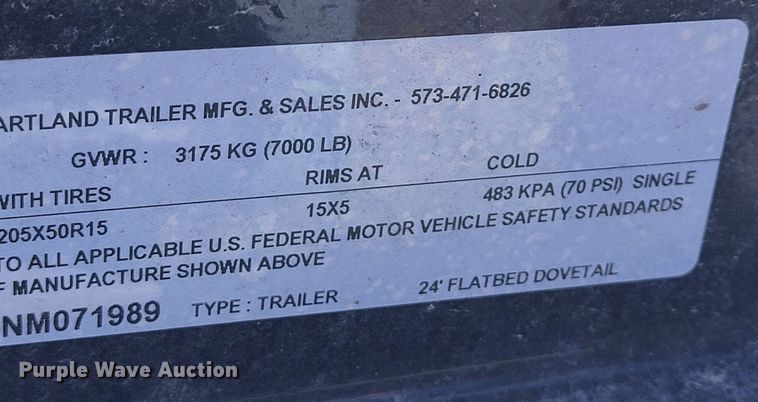 ARTLAND TRAILER MFG. & SALES INC. - 573-471-6826
GVWR : 3175 KG (7000 LB)
WITH TIRES RIMS AT COLD
205X50R15 15X5 483 KPA (70 PSI) SINGLE
TO ALL APPLICABLE U.S. FEDERAL MOTOR VEHICLE SAFETY STANDARDS
F MANUFACTURE SHOWN ABOVE
NM071989 TYPE : TRAILER 24' FLATBED DOVETAIL
Purple Wave Auction